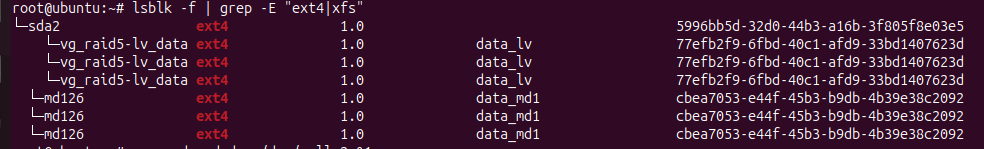 root@ubuntu:~# lsblk -f | grep -E "ext4|xfs"
└─sda2 ext4 1.0 5996bb5d-32d0-44b3-a16b-3f805f8e03e5
└─vg_raid5-lv_data ext4 1.0 data_lv 77efb2f9-6fbd-40c1-afd9-33bd1407623d
└─vg_raid5-lv_data ext4 1.0 data_lv 77efb2f9-6fbd-40c1-afd9-33bd1407623d
└─vg_raid5-lv_data ext4 1.0 data_lv 77efb2f9-6fbd-40c1-afd9-33bd1407623d
└─md126 ext4 1.0 data_md1 cbea7053-e44f-45b3-b9db-4b39e38c2092
└─md126 ext4 1.0 data_md1 cbea7053-e44f-45b3-b9db-4b39e38c2092
└─md126 ext4 1.0 data_md1 cbea7053-e44f-45b3-b9db-4b39e38c2092